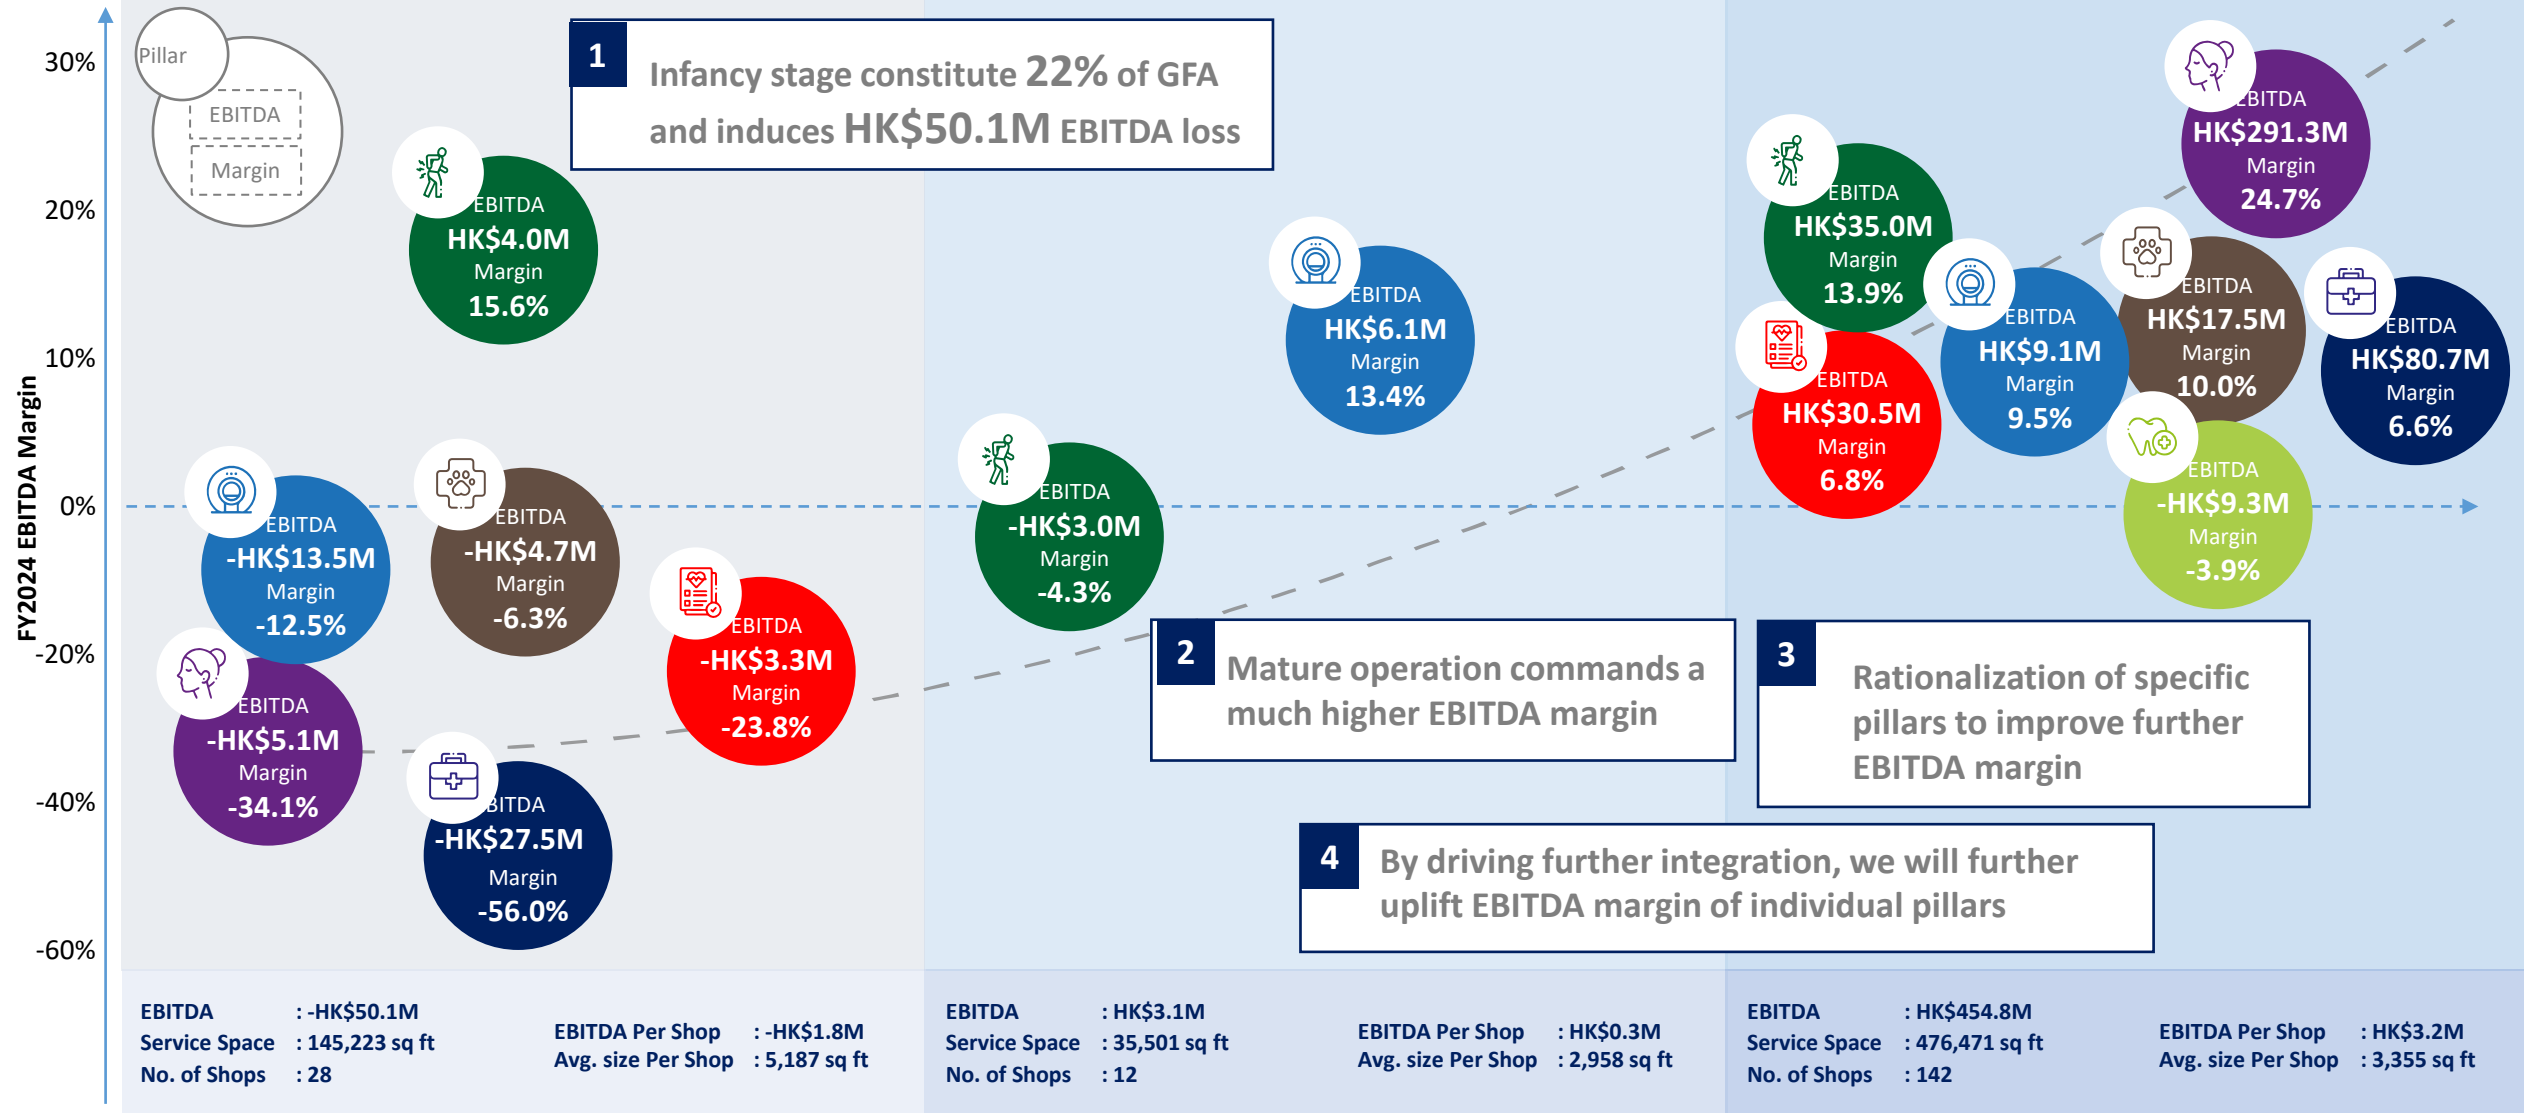 FY2024 EBITDA Margin
30%
20%
10%
0%
-20%
-40%
-60%
Pillar
EBITDA
Margin
1
Infancy stage constitute 22% of GFA
and induces HK$50.1M EBITDA loss
EBITDA
HK$4.0M
Margin
15.6%
EBITDA
-HK$13.5M
Margin
-12.5%
EBITDA
-HK$4.7M
Margin
-6.3%
EBITDA
-HK$3.3M
Margin
-23.8%
EBITDA
-HK$5.1M
Margin
-34.1%
EBITDA
-HK$27.5M
Margin
-56.0%
EBITDA
HK$6.1M
Margin
13.4%
EBITDA
-HK$3.0M
Margin
-4.3%
EBITDA
HK$291.3M
Margin
24.7%
EBITDA
HK$35.0M
Margin
13.9%
EBITDA
HK$9.1M
Margin
9.5%
EBITDA
HK$17.5M
Margin
10.0%
EBITDA
HK$80.7M
Margin
6.6%
EBITDA
HK$30.5M
Margin
6.8%
EBITDA
-HK$9.3M
Margin
-3.9%
2
Mature operation commands a
much higher EBITDA margin
3
Rationalization of specific
pillars to improve further
EBITDA margin
4
By driving further integration, we will further
uplift EBITDA margin of individual pillars
EBITDA : -HK$50.1M
Service Space : 145,223 sq ft
No. of Shops : 28
EBITDA Per Shop : -HK$1.8M
Avg. size Per Shop : 5,187 sq ft
EBITDA : HK$3.1M
Service Space : 35,501 sq ft
No. of Shops : 12
EBITDA Per Shop : HK$0.3M
Avg. size Per Shop : 2,958 sq ft
EBITDA : HK$454.8M
Service Space : 476,471 sq ft
No. of Shops : 142
EBITDA Per Shop : HK$3.2M
Avg. size Per Shop : 3,355 sq ft